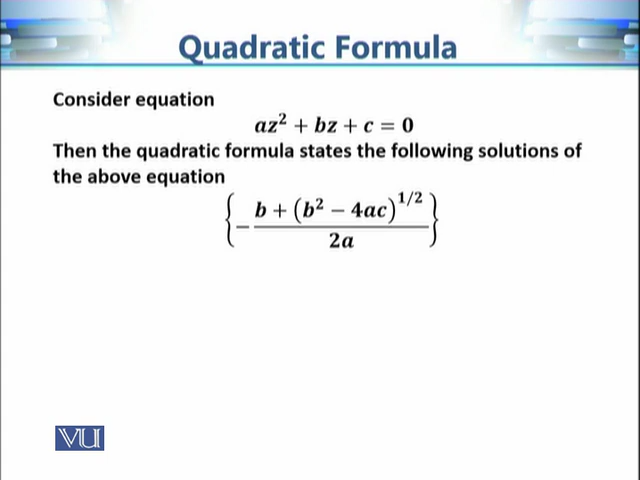 Quadratic Formula
Consider equation
az² + bz + c = 0
Then the quadratic formula states the following solutions of
the above equation
{− (b + (b² − 4ac)^1/2) / 2a}
VU